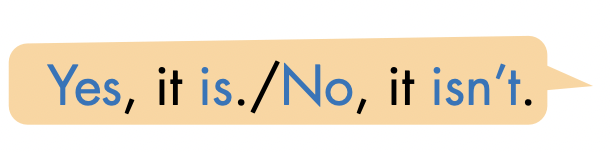 Yes, it is./No, it isn’t.